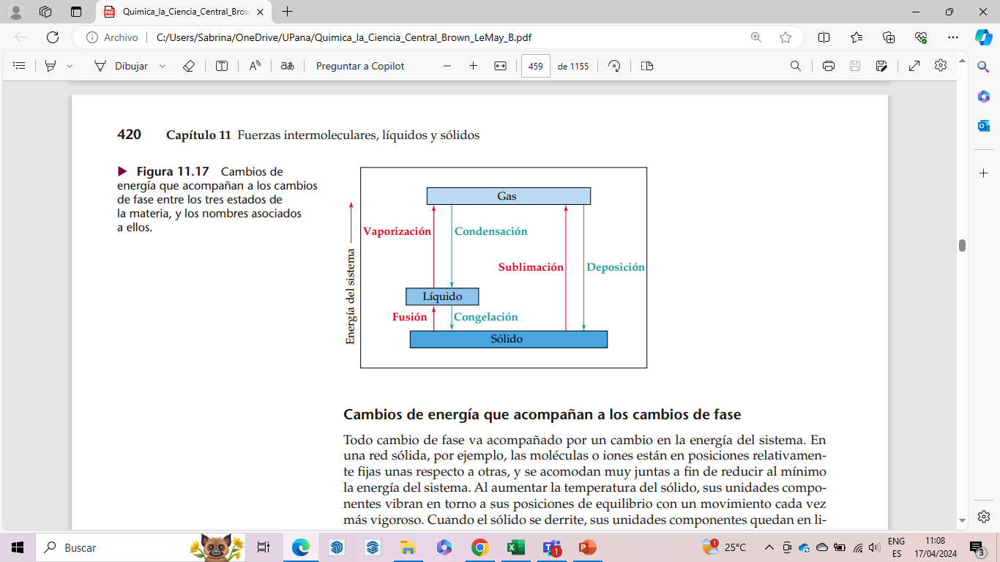 Quimica_la_Ciencia_Central_Brow
Archivo
C:/Users/Sabrina/OneDrive/UPana/Quimica_la_Ciencia_Central_Brown_LeMay_B.pdf
Dibujar
Preguntar a Copilot
459
de 1155
420 Capítulo 11 Fuerzas intermoleculares, líquidos y sólidos
▶ Figura 11.17 Cambios de
energía que acompañan a los cambios
de fase entre los tres estados de
la materia, y los nombres asociados
a ellos.
Energía del sistema
Gas
Vaporización
Condensación
Sublimación
Deposición
Líquido
Fusión
Congelación
Sólido
Cambios de energía que acompañan a los cambios de fase
Todo cambio de fase va acompañado por un cambio en la energía del sistema. En
una red sólida, por ejemplo, las moléculas o iones están en posiciones relativamen-
te fijas unas respecto a otras, y se acomodan muy juntas a fin de reducir al mínimo
la energía del sistema. Al aumentar la temperatura del sólido, sus unidades compo-
nentes vibran en torno a sus posiciones de equilibrio con un movimiento cada vez
más vigoroso. Cuando el sólido se derrite, sus unidades componentes quedan en li-
Buscar
1
1
25°C
ENG
ES
11:08
17/04/2024
3